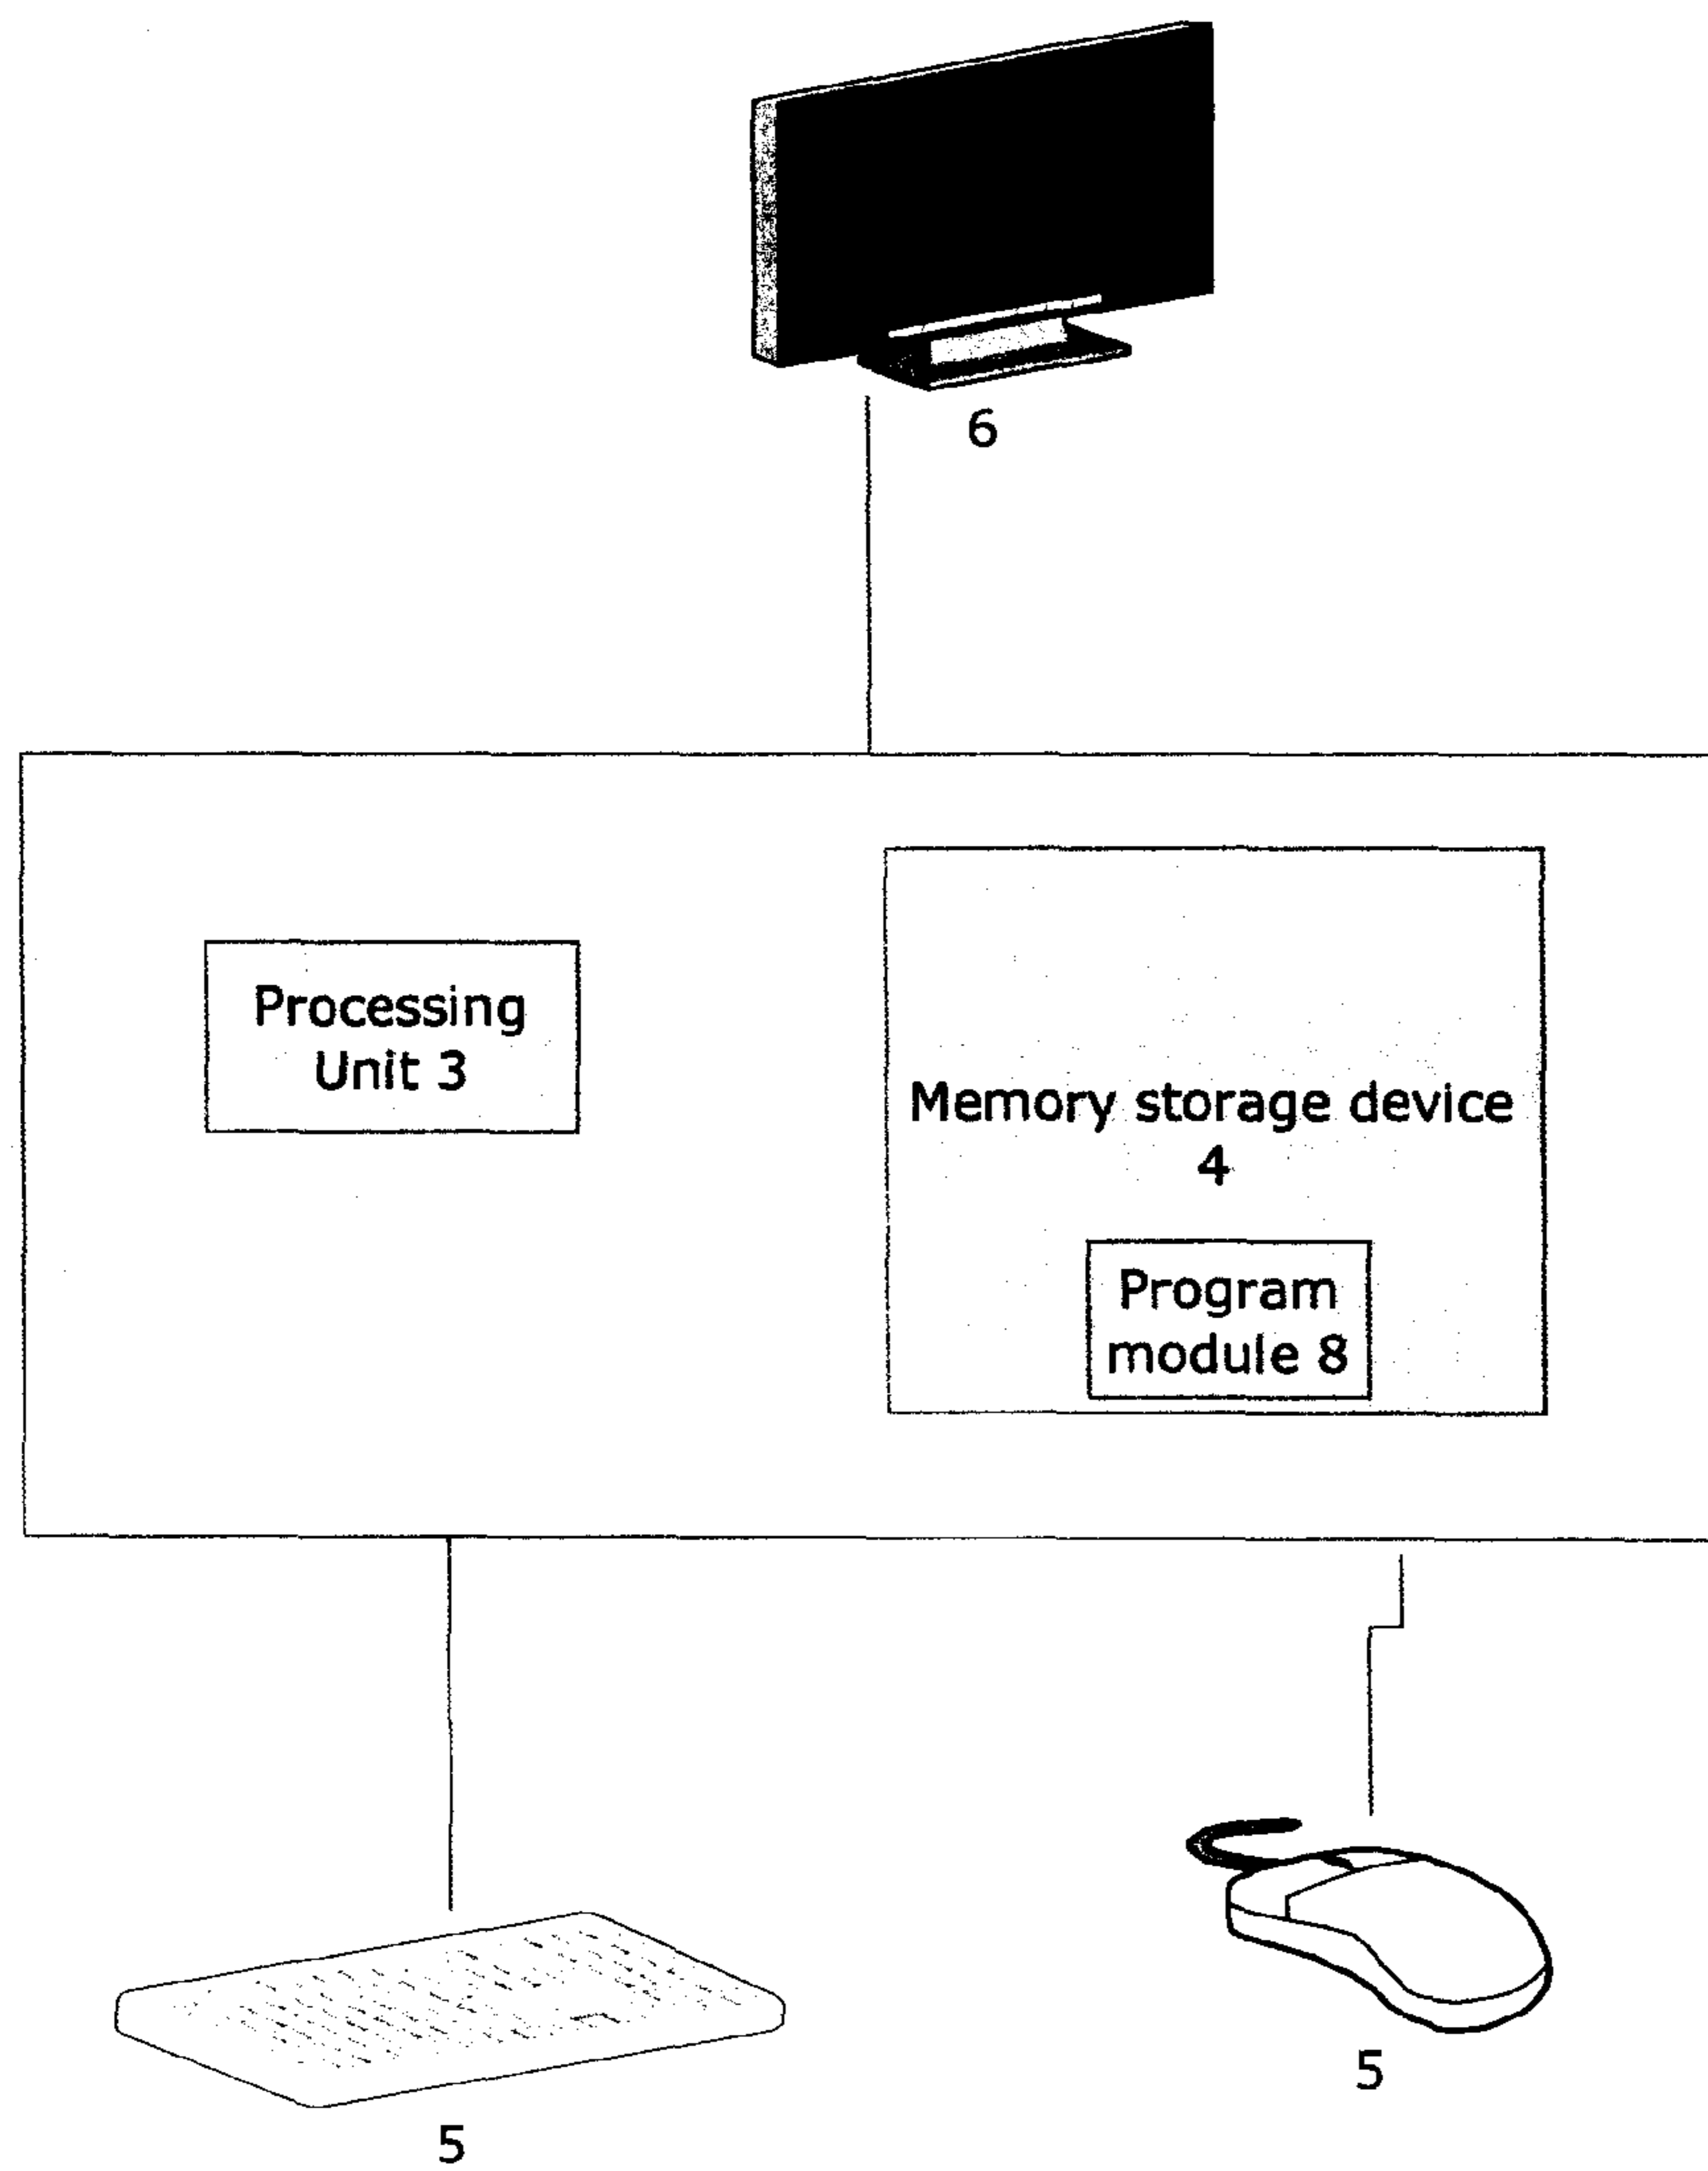 6
Processing
Unit 3
Memory storage device
4
Program
module 8
5
5